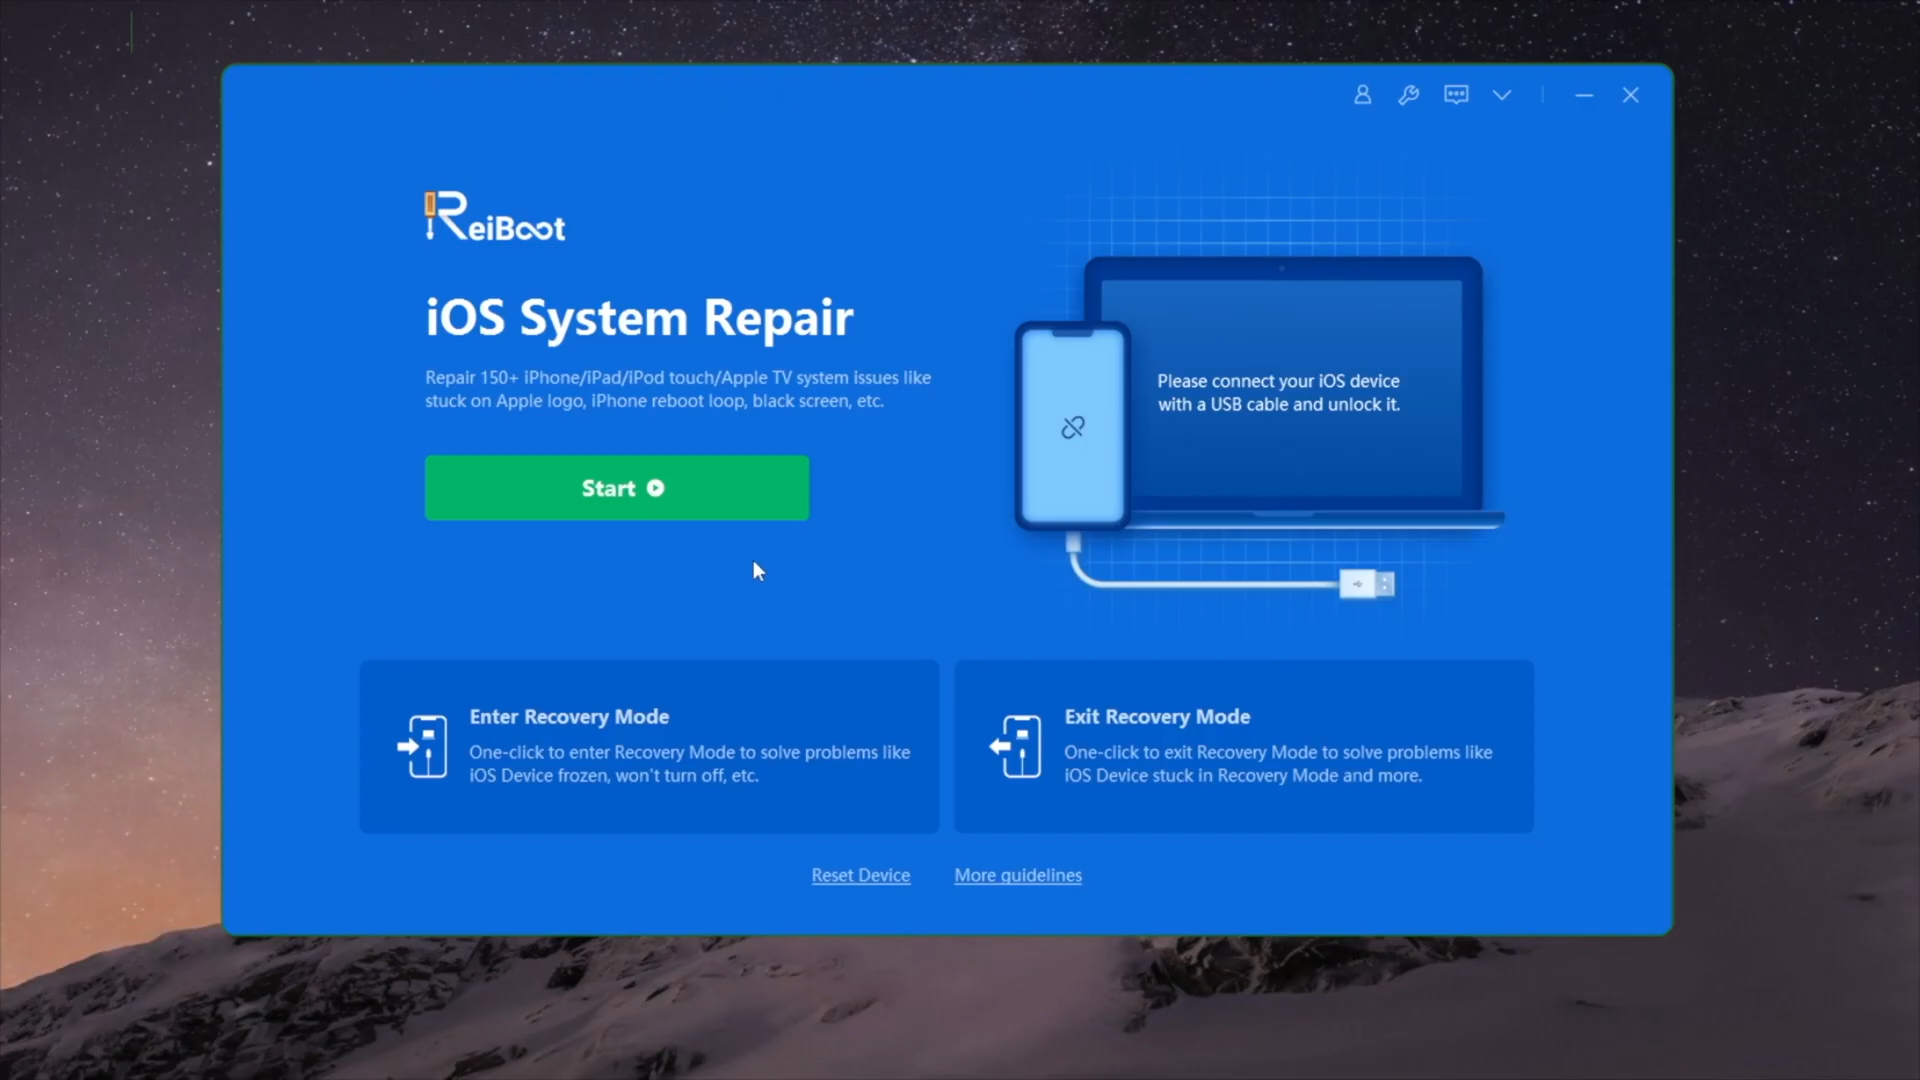 ReiBoot
iOS System Repair
Repair 150+ iPhone/iPad/iPod touch/Apple TV system issues like
stuck on Apple logo, iPhone reboot loop, black screen, etc.
Start
Please connect your iOS device
with a USB cable and unlock it.
Enter Recovery Mode
One-click to enter Recovery Mode to solve problems like
iOS Device frozen, won't turn off, etc.
Exit Recovery Mode
One-click to exit Recovery Mode to solve problems like
iOS Device stuck in Recovery Mode and more.
Reset Device
More guidelines